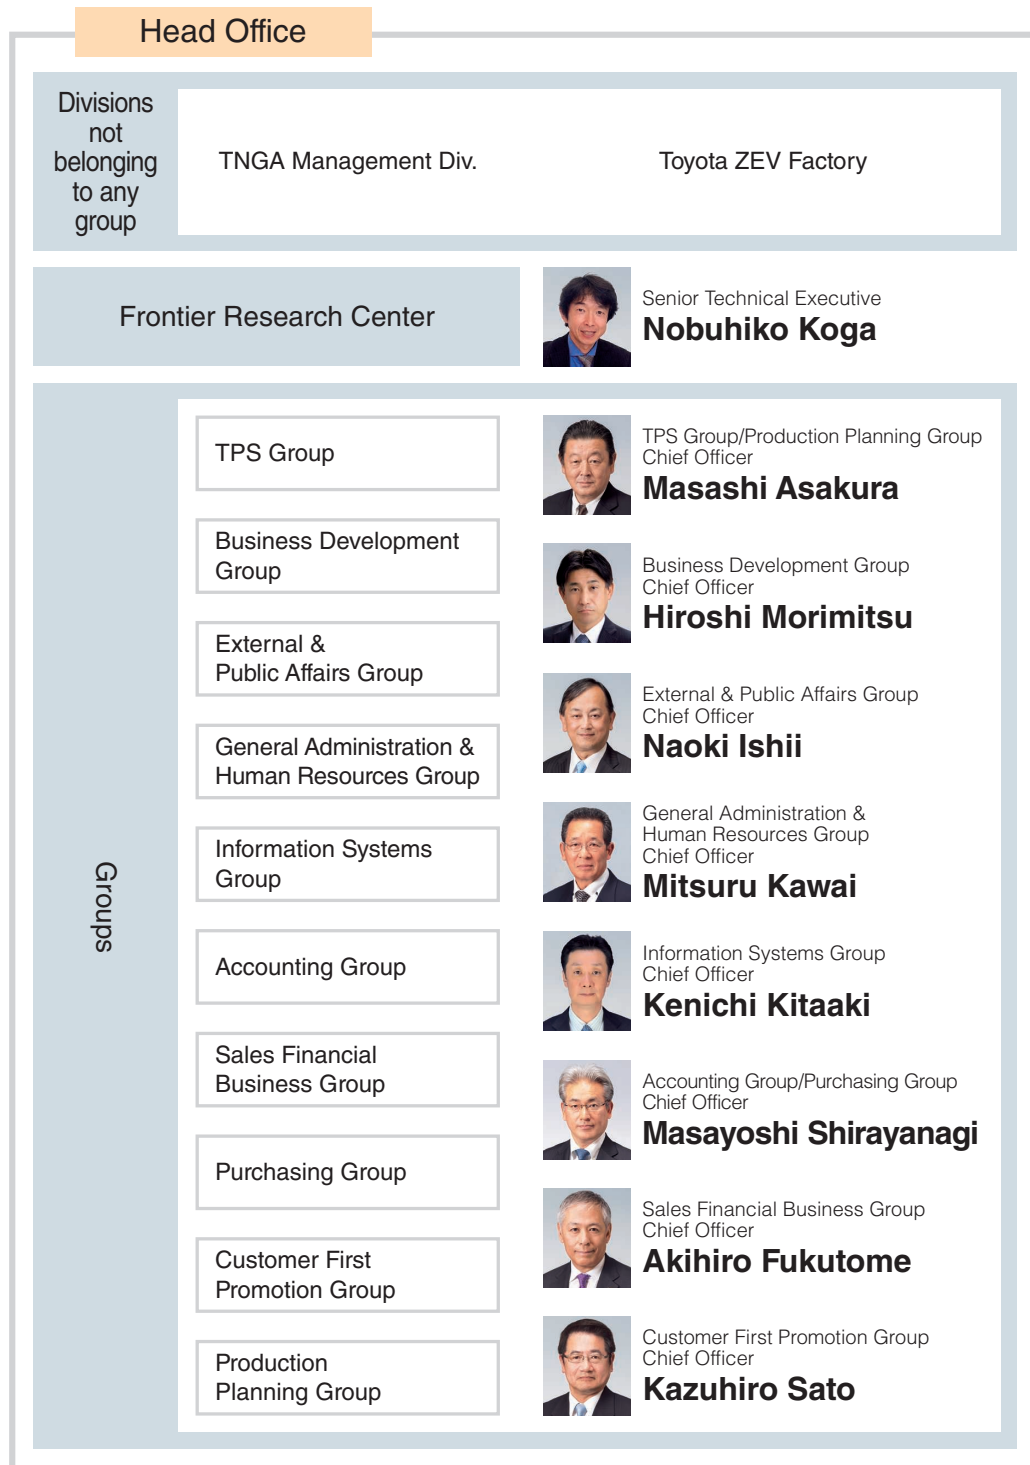 Head Office
Divisions
not
belonging
to any
group
TNGA Management Div.
Toyota ZEV Factory
Frontier Research Center
Senior Technical Executive
Nobuhiko Koga
Groups
TPS Group
Business Development
Group
External &
Public Affairs Group
General Administration &
Human Resources Group
Information Systems
Group
Accounting Group
Sales Financial
Business Group
Purchasing Group
Customer First
Promotion Group
Production
Planning Group
TPS Group/Production Planning Group
Chief Officer
Masashi Asakura
Business Development Group
Chief Officer
Hiroshi Morimitsu
External & Public Affairs Group
Chief Officer
Naoki Ishii
General Administration &
Human Resources Group
Chief Officer
Mitsuru Kawai
Information Systems Group
Chief Officer
Kenichi Kitaaki
Accounting Group/Purchasing Group
Chief Officer
Masayoshi Shirayanagi
Sales Financial Business Group
Chief Officer
Akihiro Fukutome
Customer First Promotion Group
Chief Officer
Kazuhiro Sato